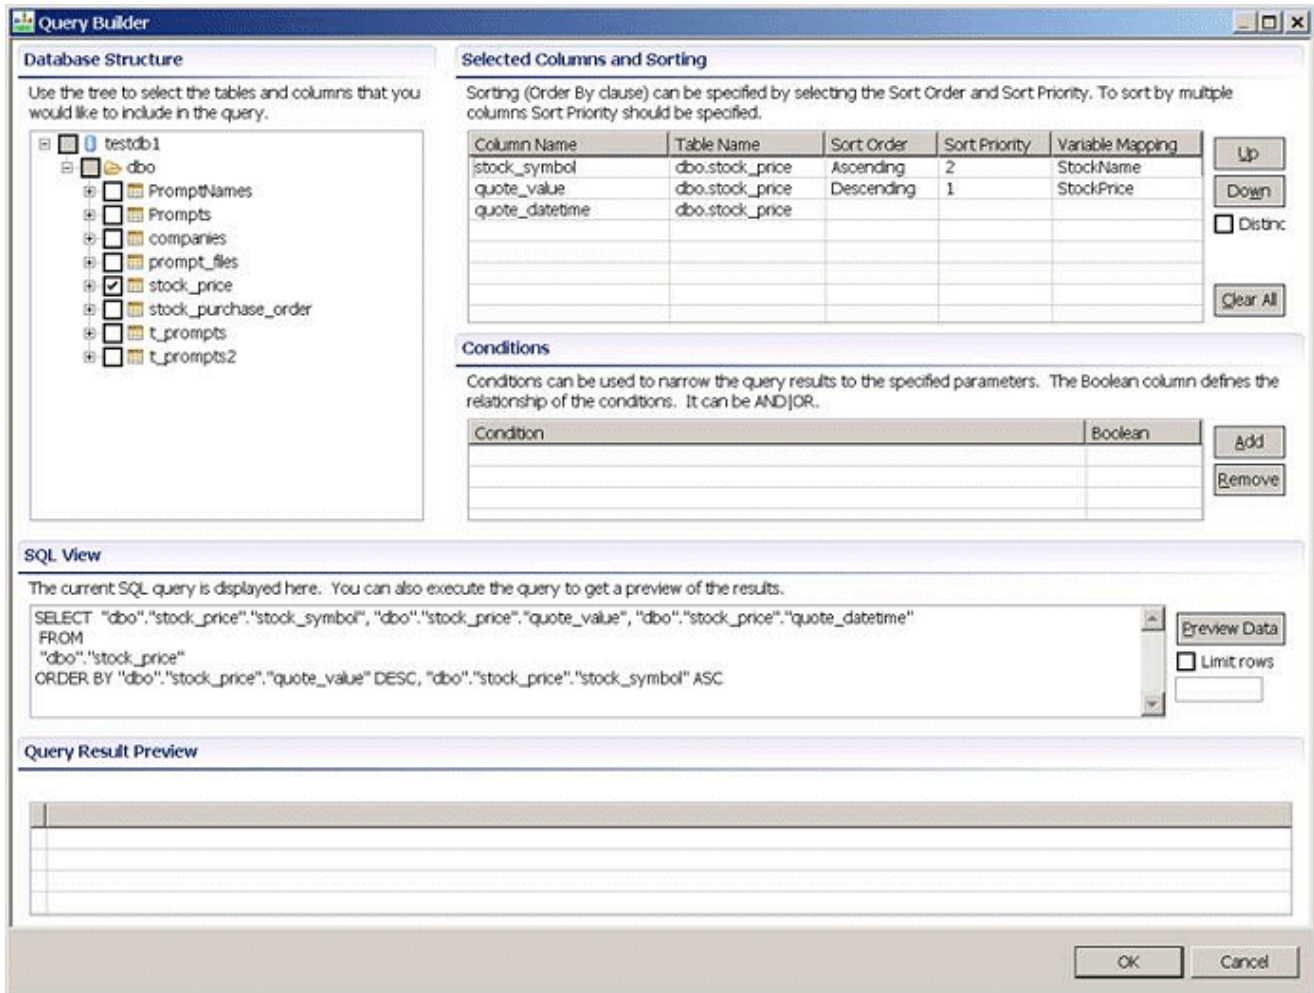 Query Builder
Database Structure
Use the tree to select the tables and columns that you
would like to include in the query.
testdb1
dbo
PromptNames
Prompts
companies
prompt_files
stock_price
stock_purchase_order
t_prompts
t_prompts2
Selected Columns and Sorting
Sorting (Order By clause) can be specified by selecting the Sort Order and Sort Priority. To sort by multiple
columns Sort Priority should be specified.
Column Name Table Name Sort Order Sort Priority Variable Mapping
stock_symbol dbo.stock_price Ascending 2 StockName
quote_value dbo.stock_price Descending 1 StockPrice
quote_datetime dbo.stock_price
Up
Down
Distinc
Clear All
Conditions
Conditions can be used to narrow the query results to the specified parameters. The Boolean column defines the
relationship of the conditions. It can be AND|OR.
Condition Boolean
Add
Remove
SQL View
The current SQL query is displayed here. You can also execute the query to get a preview of the results.
SELECT "dbo"."stock_price"."stock_symbol", "dbo"."stock_price"."quote_value", "dbo"."stock_price"."quote_datetime"
FROM
"dbo"."stock_price"
ORDER BY "dbo"."stock_price"."quote_value" DESC, "dbo"."stock_price"."stock_symbol" ASC
Preview Data
Limit rows
Query Result Preview
OK Cancel